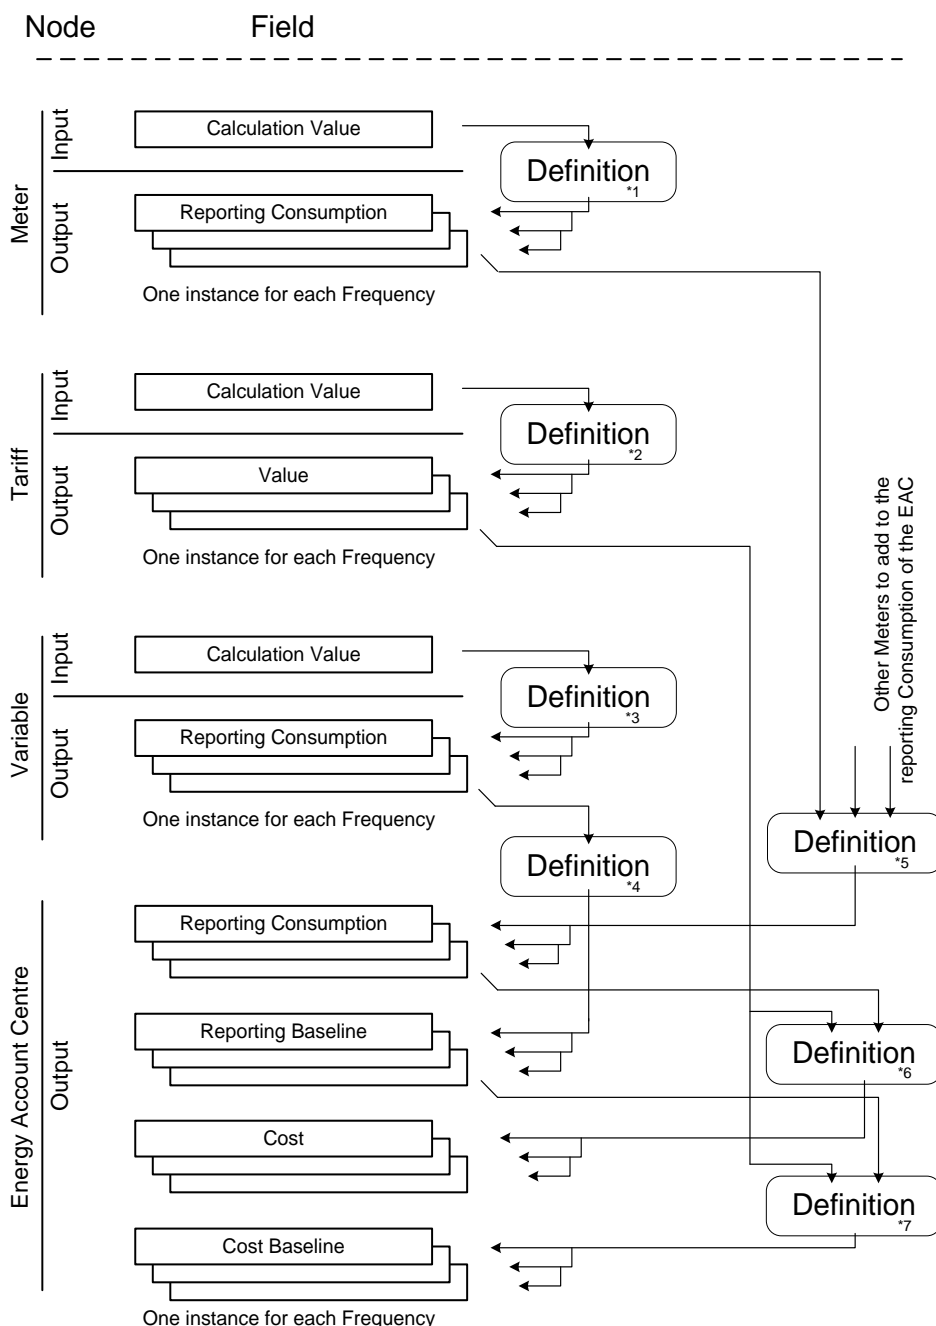 Node
Field
Meter
Input
Calculation Value
Definition
*1
Output
Reporting Consumption
One instance for each Frequency
Tariff
Input
Calculation Value
Definition
*2
Output
Value
One instance for each Frequency
Other Meters to add to the
reporting Consumption of the EAC
Variable
Input
Calculation Value
Definition
*3
Output
Reporting Consumption
One instance for each Frequency
Definition
*4
Definition
*5
Energy Account Centre
Output
Reporting Consumption
Reporting Baseline
Definition
*6
Cost
Definition
*7
Cost Baseline
One instance for each Frequency